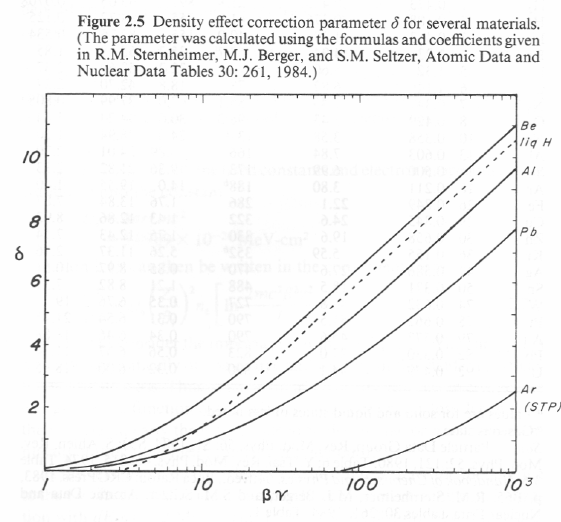 Figure 2.5 Density effect correction parameter δ for several materials.
(The parameter was calculated using the formulas and coefficients given
in R.M. Sternheimer, M.J. Berger, and S.M. Seltzer, Atomic Data and
Nuclear Data Tables 30: 261, 1984.)
Be
liq H
Al
Pb
Ar
(STP)
10
8
δ
6
4
2
1
10
100
10³
βγ